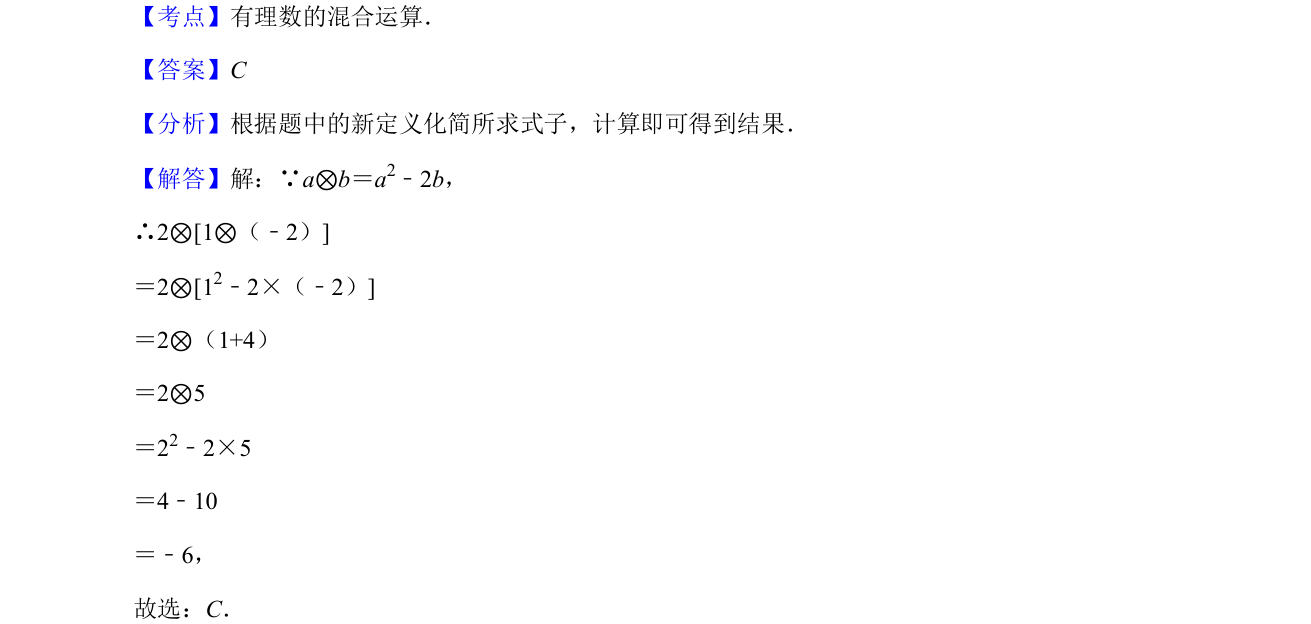 【考点】有理数的混合运算．
【答案】C
【分析】根据题中的新定义化简所求式子，计算即可得到结果．
【解答】解：∵a⊗b＝a²﹣2b，
∴2⊗[1⊗（﹣2）]
＝2⊗[1²﹣2×（﹣2）]
＝2⊗（1+4）
＝2⊗5
＝2²﹣2×5
＝4﹣10
＝﹣6，
故选：C．